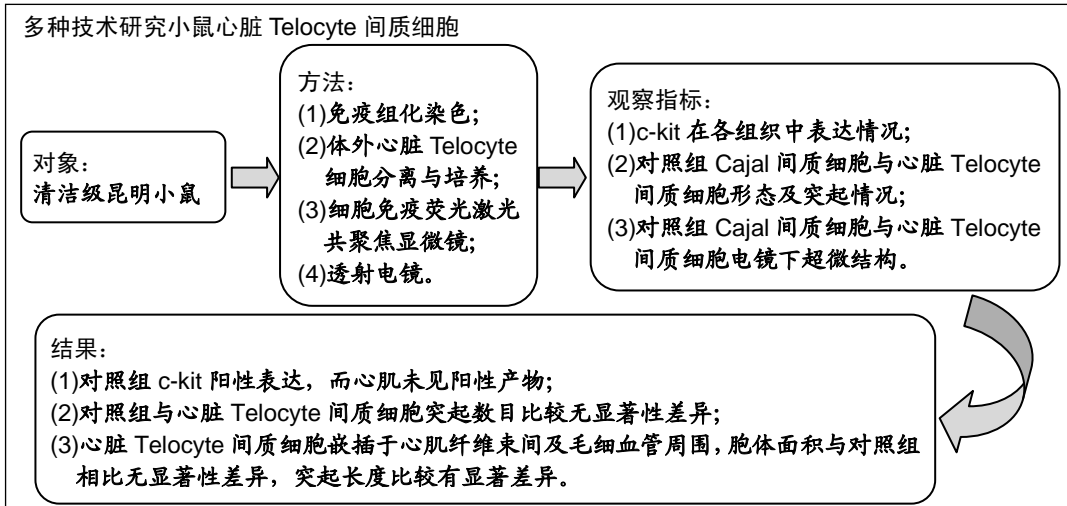 多种技术研究小鼠心脏 Telocyte 间质细胞
对象：
清洁级昆明小鼠
方法：
(1)免疫组化染色；
(2)体外心脏 Telocyte
细胞分离与培养；
(3)细胞免疫荧光激光
共聚焦显微镜；
(4)透射电镜。
观察指标：
(1)c-kit 在各组织中表达情况；
(2)对照组 Cajal 间质细胞与心脏 Telocyte
间质细胞形态及突起情况；
(3)对照组 Cajal 间质细胞与心脏 Telocyte
间质细胞电镜下超微结构。
结果：
(1)对照组 c-kit 阳性表达，而心肌未见阳性产物；
(2)对照组与心脏 Telocyte 间质细胞突起数目比较无显著性差异；
(3)心脏 Telocyte 间质细胞嵌插于心肌纤维束间及毛细血管周围，胞体面积与对照组
相比无显著性差异，突起长度比较有显著差异。